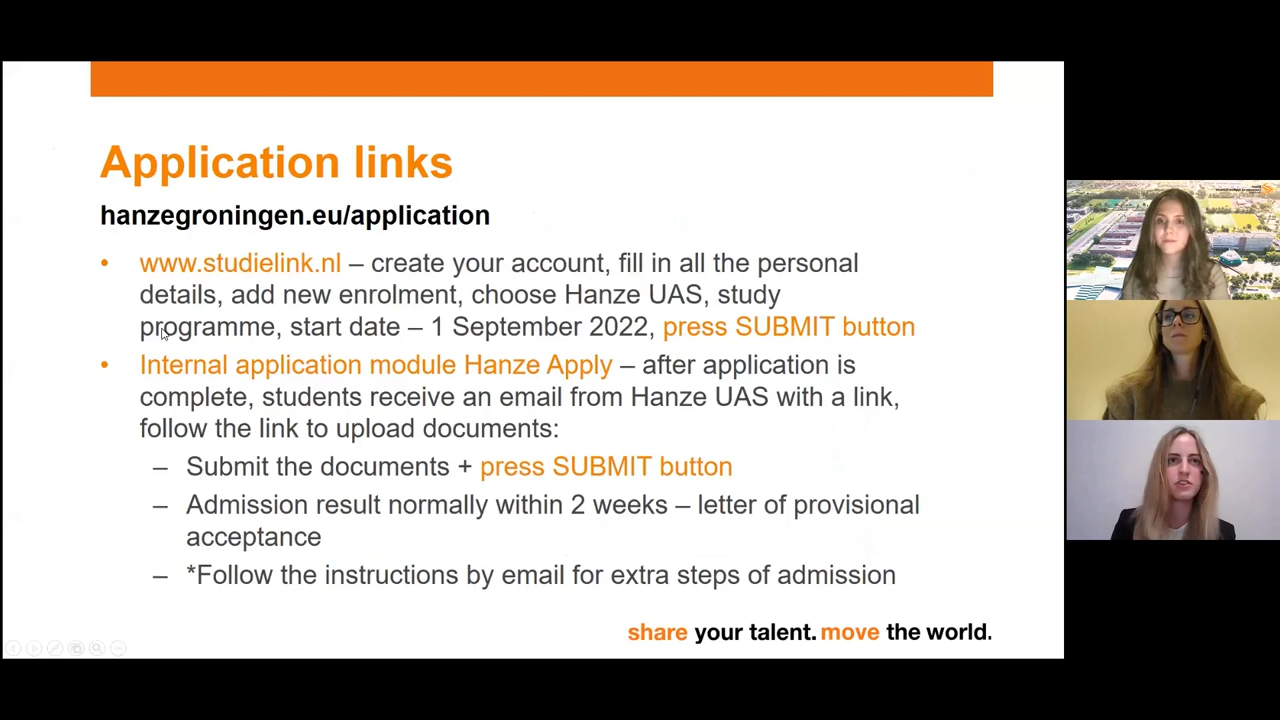 Application links
hanzegroningen.eu/application
• www.studielink.nl – create your account, fill in all the personal
details, add new enrolment, choose Hanze UAS, study
programme, start date – 1 September 2022, press SUBMIT button
• Internal application module Hanze Apply – after application is
complete, students receive an email from Hanze UAS with a link,
follow the link to upload documents:
– Submit the documents + press SUBMIT button
– Admission result normally within 2 weeks – letter of provisional
acceptance
– *Follow the instructions by email for extra steps of admission
share your talent. move the world.